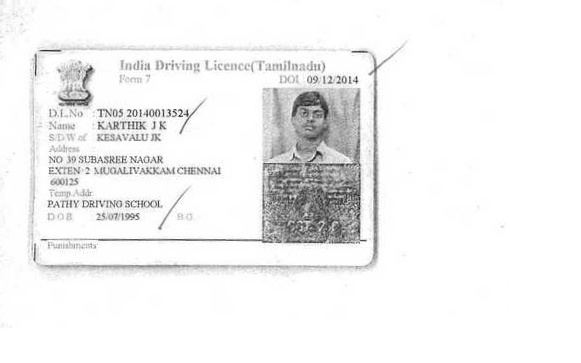 India Driving Licence(Tamilnadu)
Form 7 DOI 09/12/2014
D.L.No : TN05 20140013524
Name : KARTHIK J K
S/D/W of : KESAVALU JK
Address :
NO 39 SUBASREE NAGAR
EXTEN 2 MUGALIVAKKAM CHENNAI
600125
Temp.Addr.
PATHY DRIVING SCHOOL
D.O.B. 25/07/1995 B.G.
Punishments